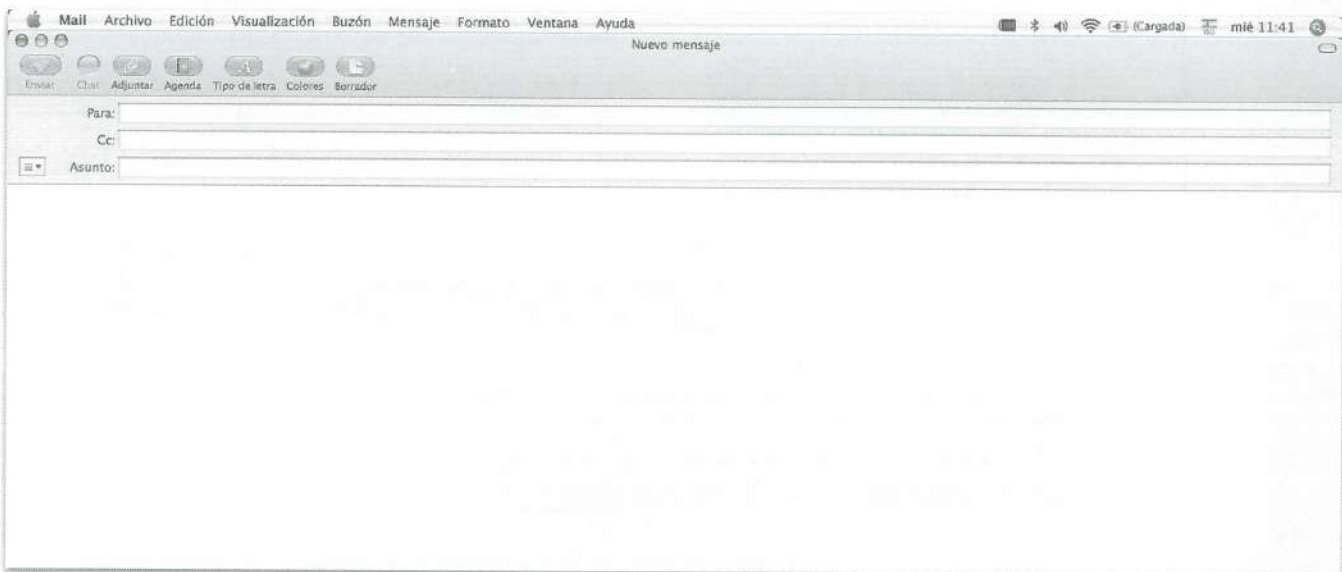 Mail Archivo Edición Visualización Buzón Mensaje Formato Ventana Ayuda (Cargada) mié 11:41
Nuevo mensaje
Enviar Chat Adjuntar Agenda Tipo de letra Colores Borrador
Para:
Cc:
Asunto: